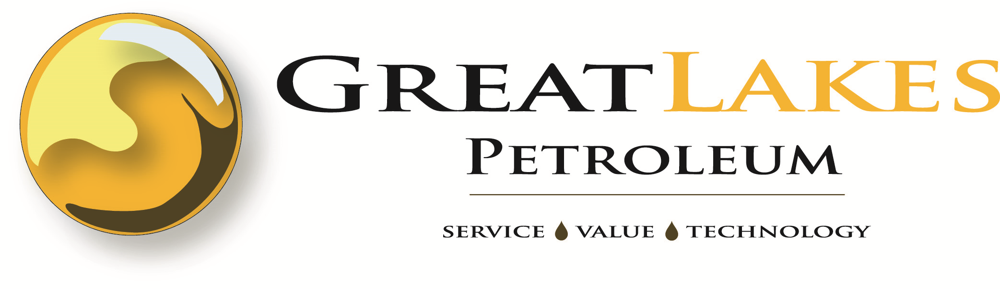 GREATLAKES
PETROLEUM
SERVICE VALUE TECHNOLOGY